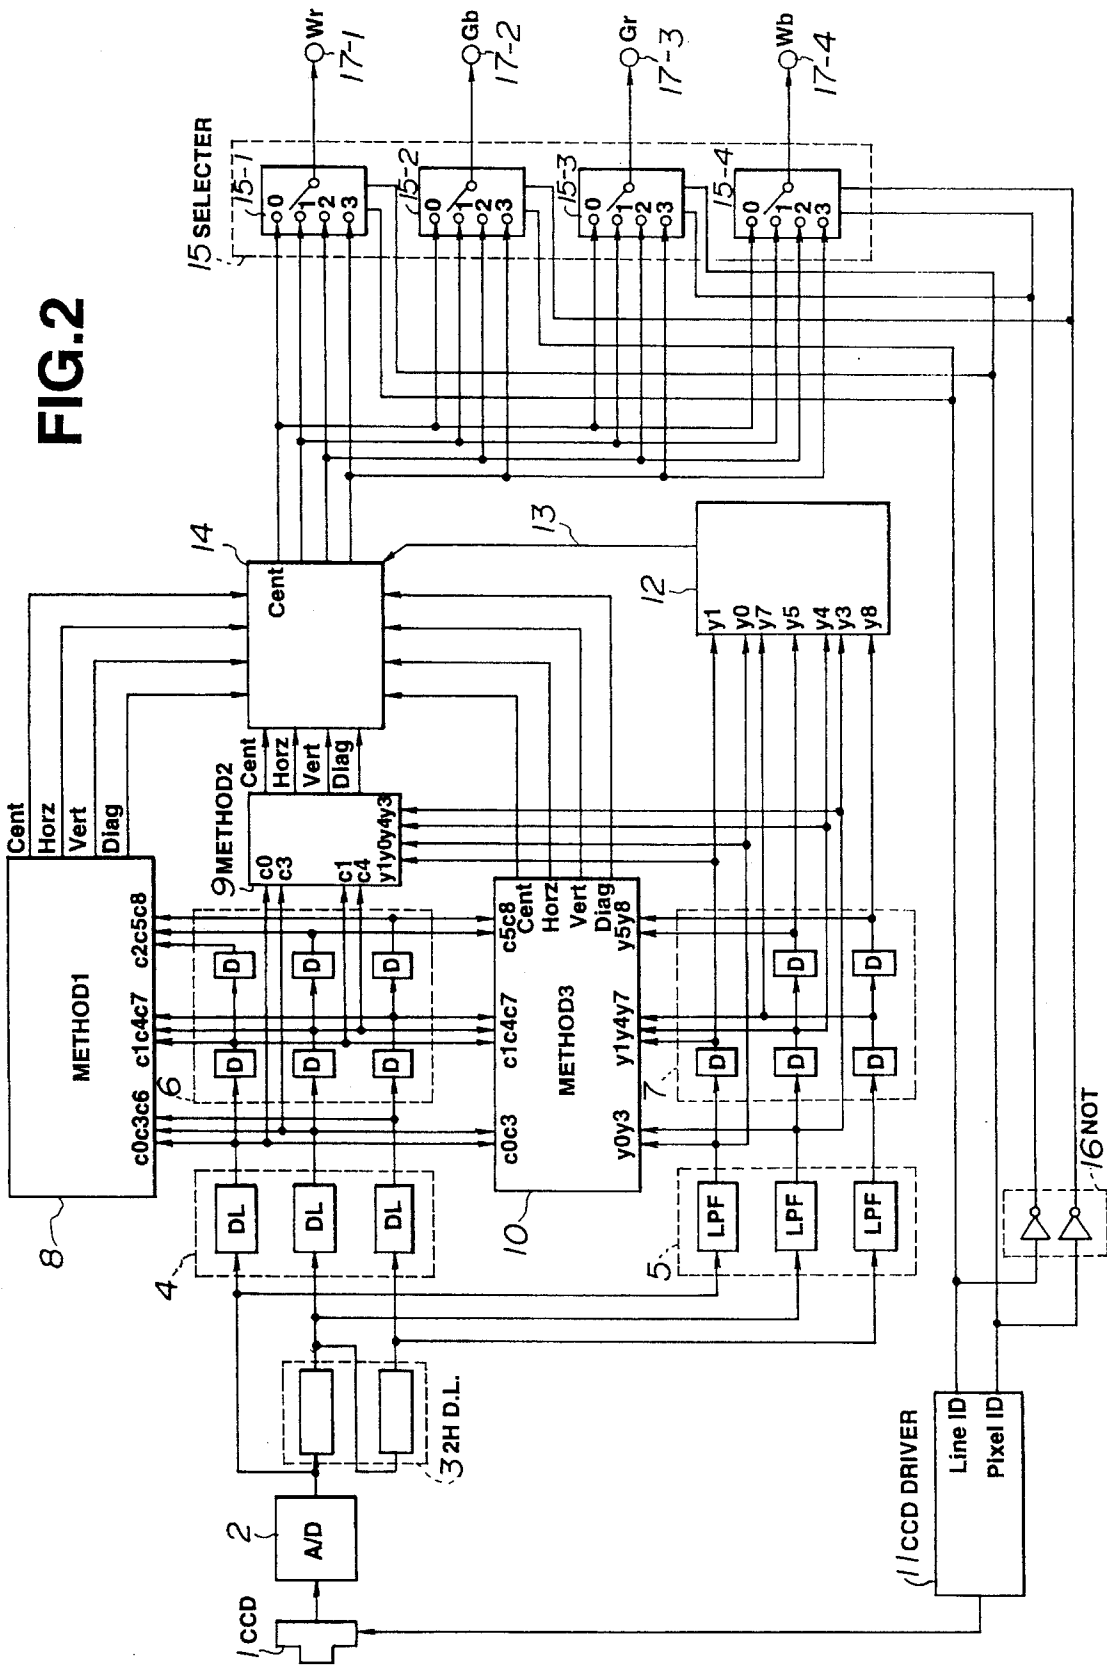 FIG.2
1 CCD
2
A/D
3 2H D.L.
4
DL
DL
DL
5
LPF
LPF
LPF
6
D
D
D
D
D
D
7
D
D
D
D
D
8
METHOD1
c0c3c6
c1c4c7
c2c5c8
Cent
Horz
Vert
Diag
9 METHOD2
c0
c3
c1
c4
y1y0y4y3
Cent
Horz
Vert
Diag
10
METHOD3
c0c3
c1c4c7
c5c8
y0y3
y1y4y7
y5y8
Cent
Horz
Vert
Diag
11 CCD DRIVER
Line ID
Pixel ID
12
y1
y0
y7
y5
y4
y3
y8
13
14
Cent
15 SELECTER
15-1
0
1
2
3
15-2
0
1
2
3
15-3
0
1
2
3
15-4
0
1
2
3
16 NOT
Wr
17-1
Gb
17-2
Gr
17-3
Wb
17-4